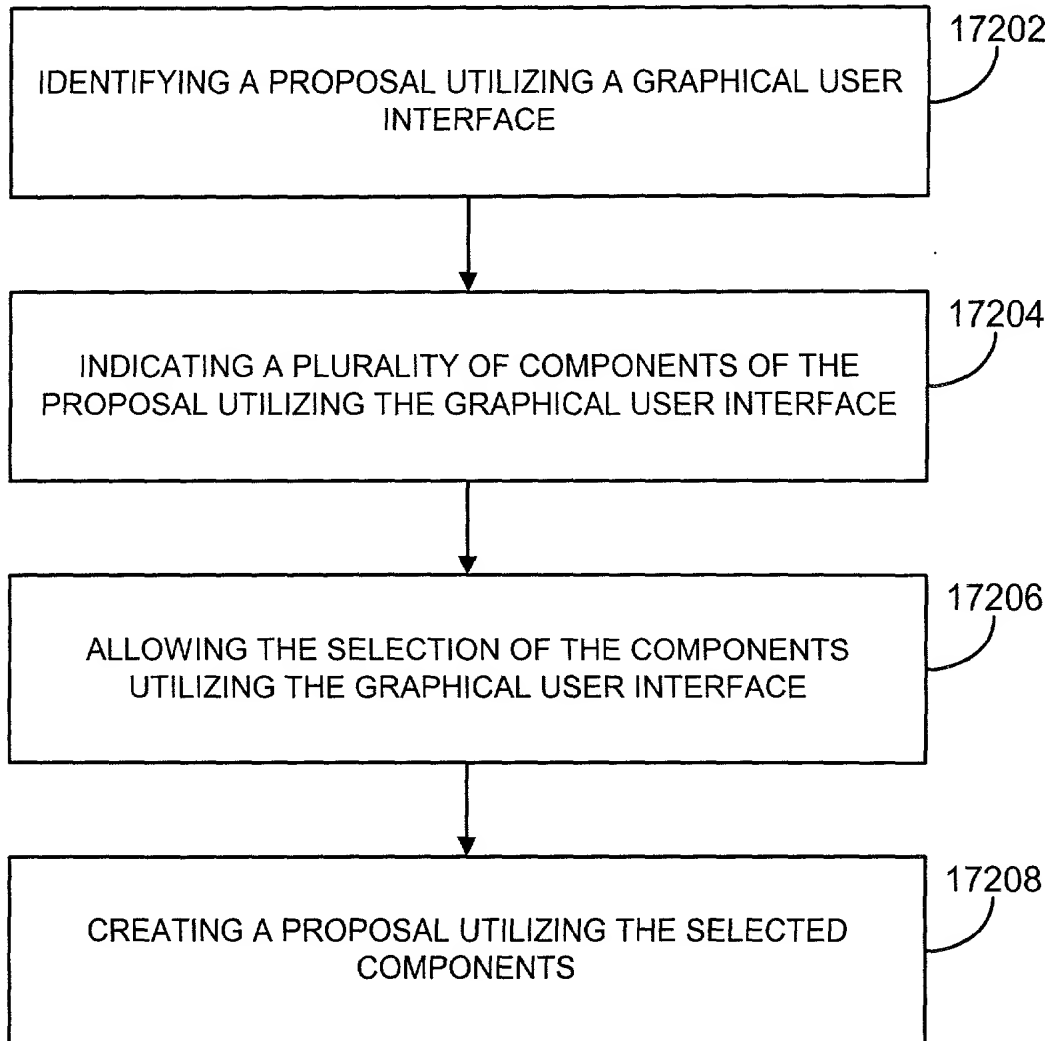 17202
IDENTIFYING A PROPOSAL UTILIZING A GRAPHICAL USER
INTERFACE
17204
INDICATING A PLURALITY OF COMPONENTS OF THE
PROPOSAL UTILIZING THE GRAPHICAL USER INTERFACE
17206
ALLOWING THE SELECTION OF THE COMPONENTS
UTILIZING THE GRAPHICAL USER INTERFACE
17208
CREATING A PROPOSAL UTILIZING THE SELECTED
COMPONENTS